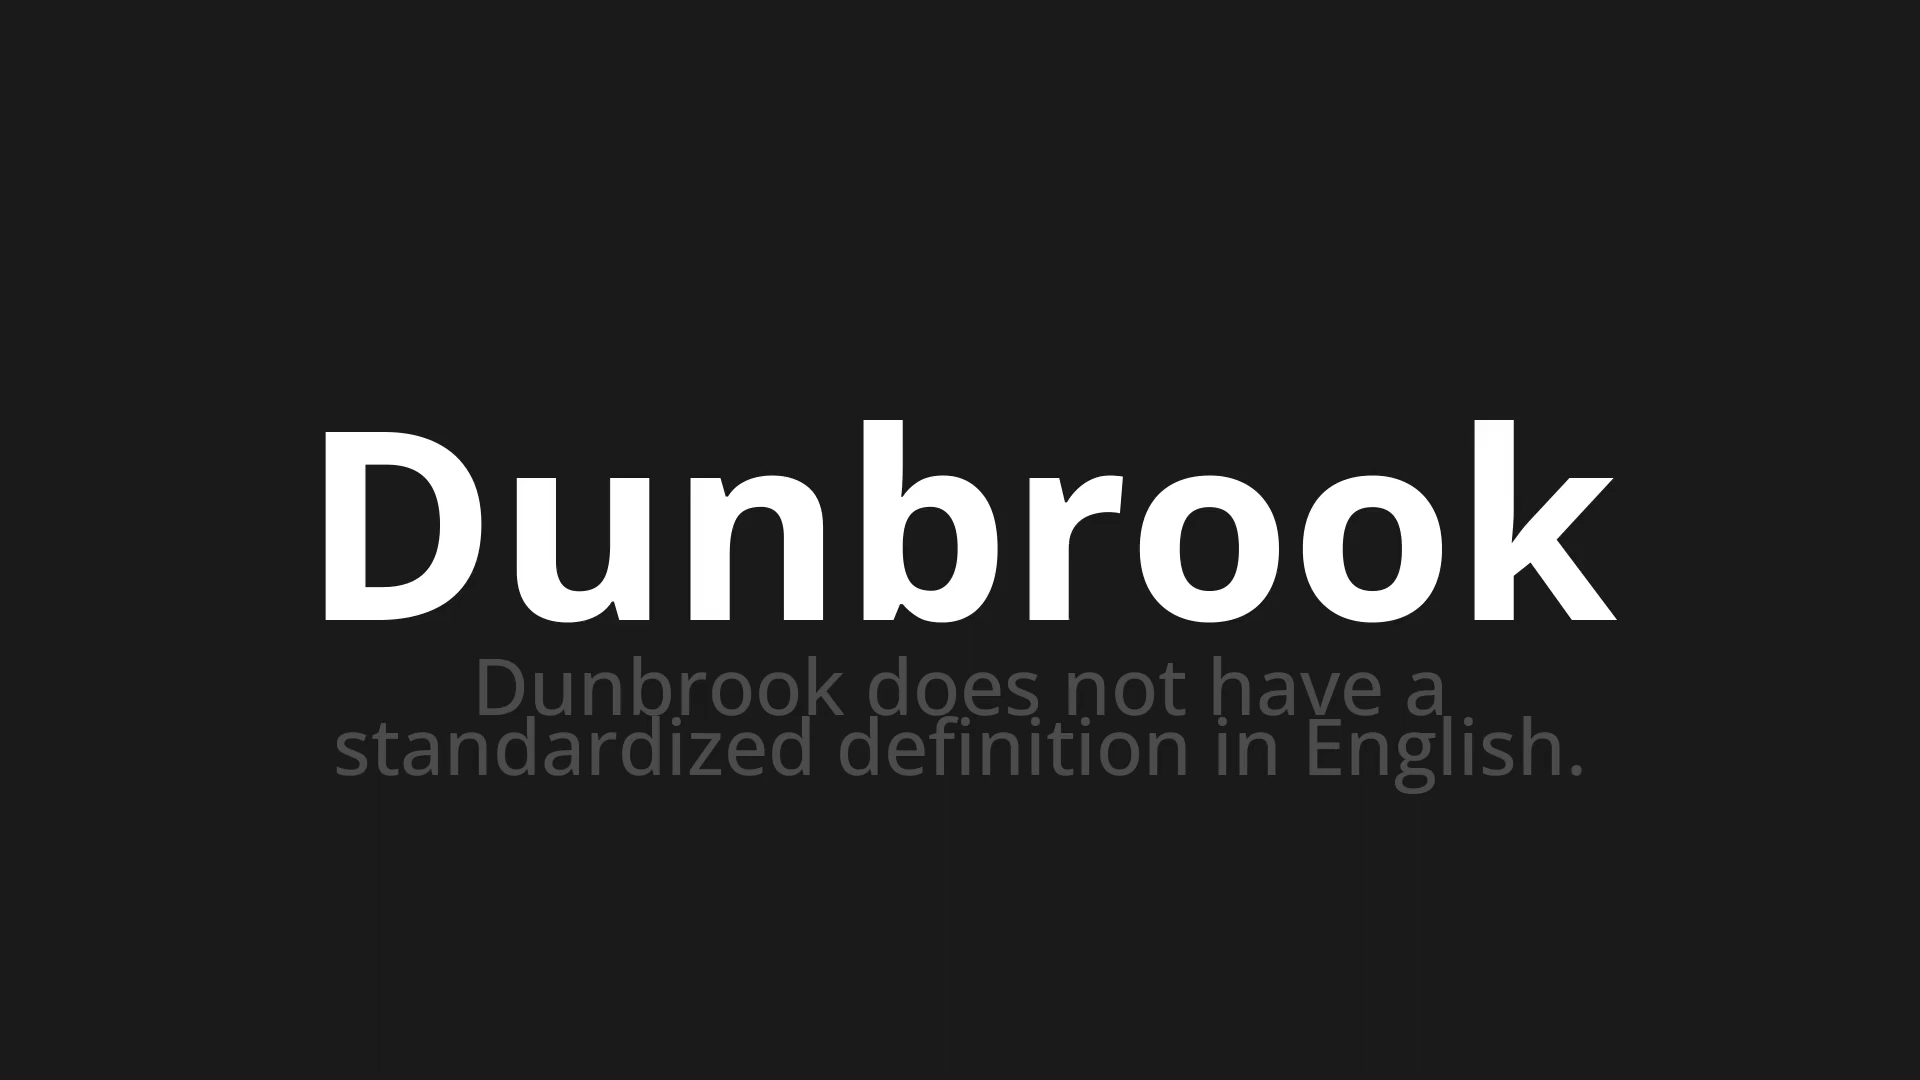 Dunbrook
Dunbrook does not have a
standardized definition in English.